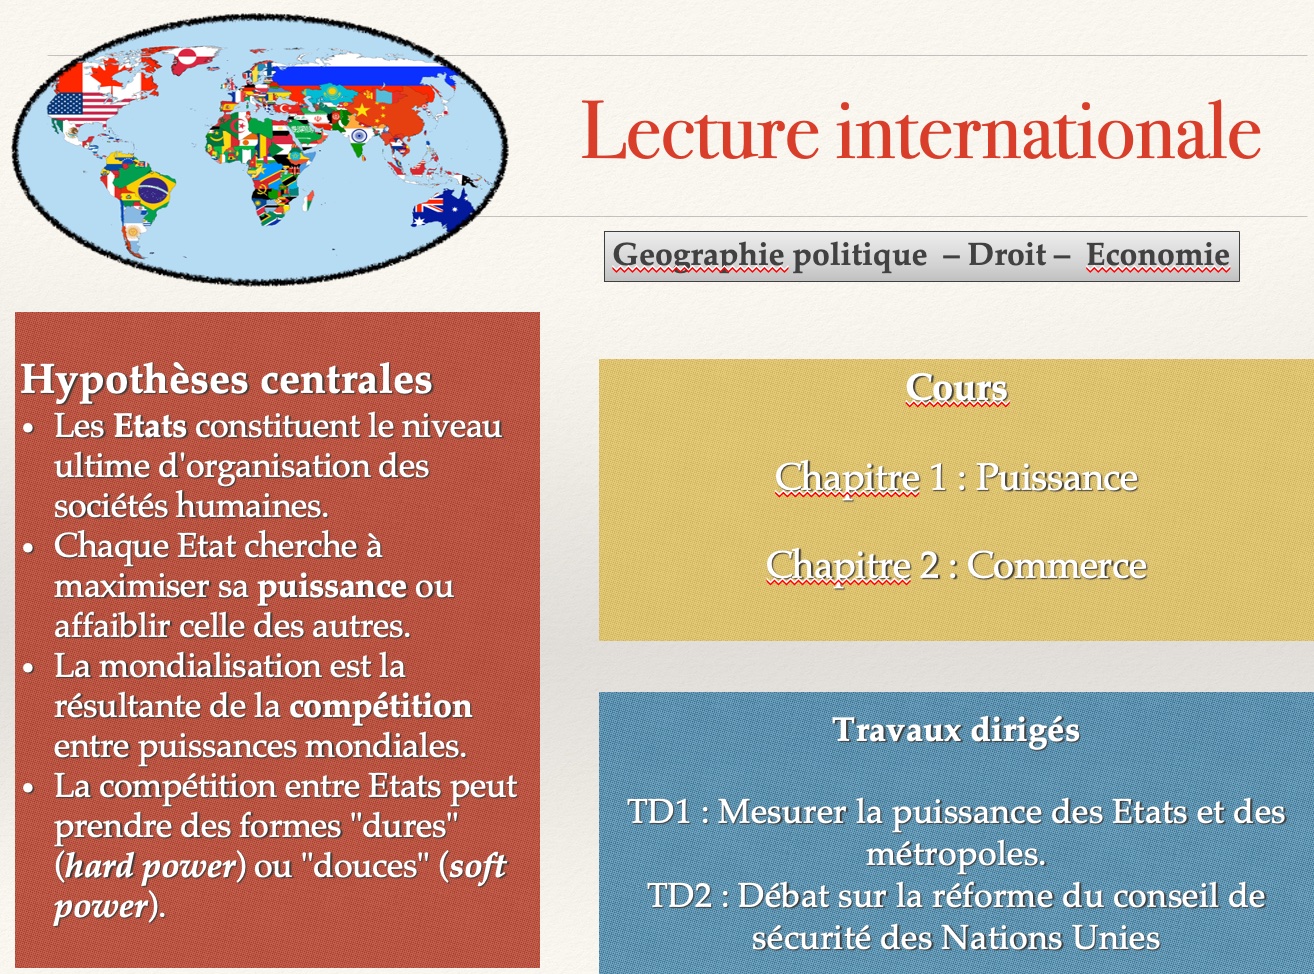 Lecture internationale
Geographie politique – Droit – Economie
Hypothèses centrales
• Les Etats constituent le niveau
ultime d'organisation des
sociétés humaines.
• Chaque Etat cherche à
maximiser sa puissance ou
affaiblir celle des autres.
• La mondialisation est la
résultante de la compétition
entre puissances mondiales.
• La compétition entre Etats peut
prendre des formes "dures"
(hard power) ou "douces" (soft
power).
Cours
Chapitre 1 : Puissance
Chapitre 2 : Commerce
Travaux dirigés
TD1 : Mesurer la puissance des Etats et des
métropoles.
TD2 : Débat sur la réforme du conseil de
sécurité des Nations Unies